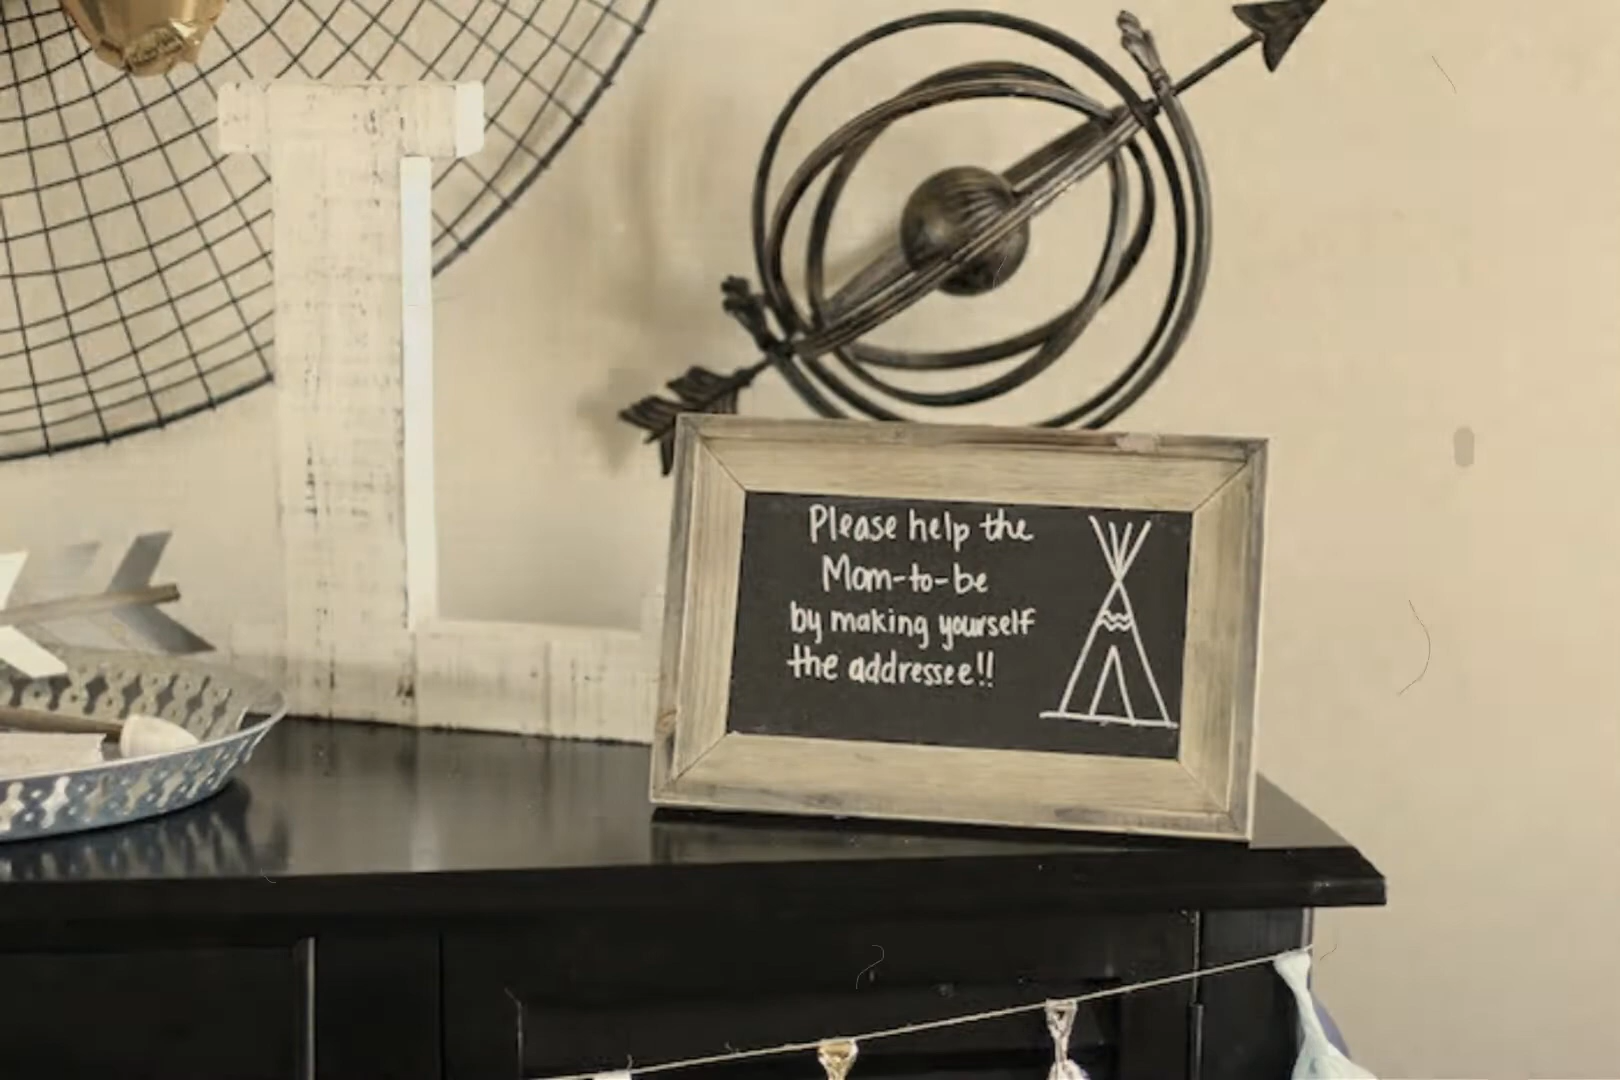 L
Please help the
Mom-to-be
by making yourself
the addressee!!